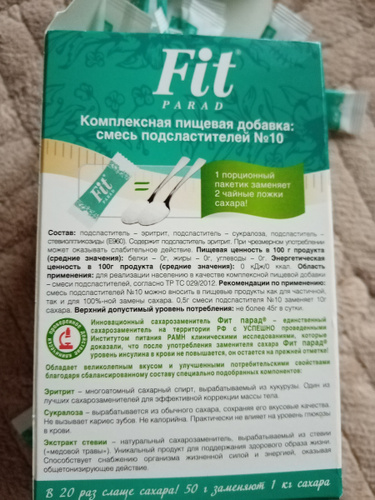 Fit
PARAD
Комплексная пищевая добавка:
смесь подсластителей №10
Fit
PARAD
1 порционный
пакетик заменяет
2 чайные ложки
сахара!
Состав: подсластитель – эритрит, подсластитель – сукралоза, подсластитель –
стевиолгликозиды (Е960). Содержит подсластитель эритрит. При чрезмерном употреблении
может оказывать слабительное действие. Пищевая ценность в 100 г продукта
(средние значения): белки – 0г, жиры – 0г, углеводы – 0г. Энергетическая
ценность в 100г продукта (средние значения): 0 кДж/0 ккал. Область
применения: для реализации населению в качестве комплексной пищевой добавки
– смеси подсластителей, согласно ТР ТС 029/2012. Рекомендации по применению:
смесь подсластителей №10 можно вносить в пищевые продукты как для частичной,
так и для 100%-ной замены сахара. 0,5г смеси подсластителя №10 заменяет 10г
сахара. Верхний допустимый уровень потребления: не более 45г в сутки.
Инновационный сахарозаменитель Фит парад® – единственный
сахарозаменитель на территории РФ с УСПЕШНО проведенными
Институтом питания РАМН клиническими исследованиями, которые
доказали, что после употребления заменителя сахара Фит парад®
уровень инсулина в крови не повышается, он остается на прежней отметке!
Обладает великолепным вкусом и улучшенными потребительскими свойствами
благодаря сбалансированному составу специально подобранных компонентов:
Эритрит – многоатомный сахарный спирт, вырабатываемый из кукурузы. Один из
лучших сахарозаменителей для эффективной коррекции массы тела.
Сукралоза – вырабатывается из обычного сахара, сохраняя его вкусовые качества.
Не вызывает кариес зубов. Не калорийна. Практически не влияет на уровень глюкозы
в крови.
Экстракт стевии – натуральный сахарозаменитель, вырабатываемый из стевии
(«медовой травы»). Уникальный продукт для поддержания здорового образа жизни.
Способствует снабжению организма жизненной силой и энергией, оказывая
общетонизирующее действие.
В 20 раз слаще сахара! 50 г заменяют 1 кг сахара